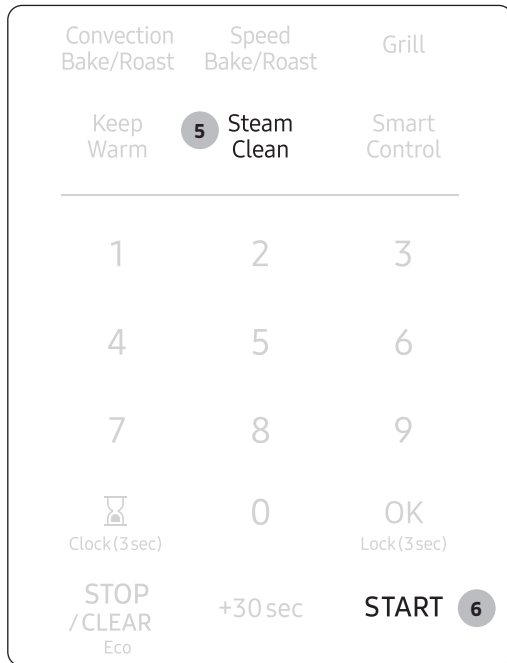 Convection Speed Grill
Bake/Roast Bake/Roast
Keep 5 Steam Smart
Warm Clean Control
1 2 3
4 5 6
7 8 9
0 OK
Clock(3 sec) Lock(3 sec)
STOP
/CLEAR +30 sec START 6
Eco